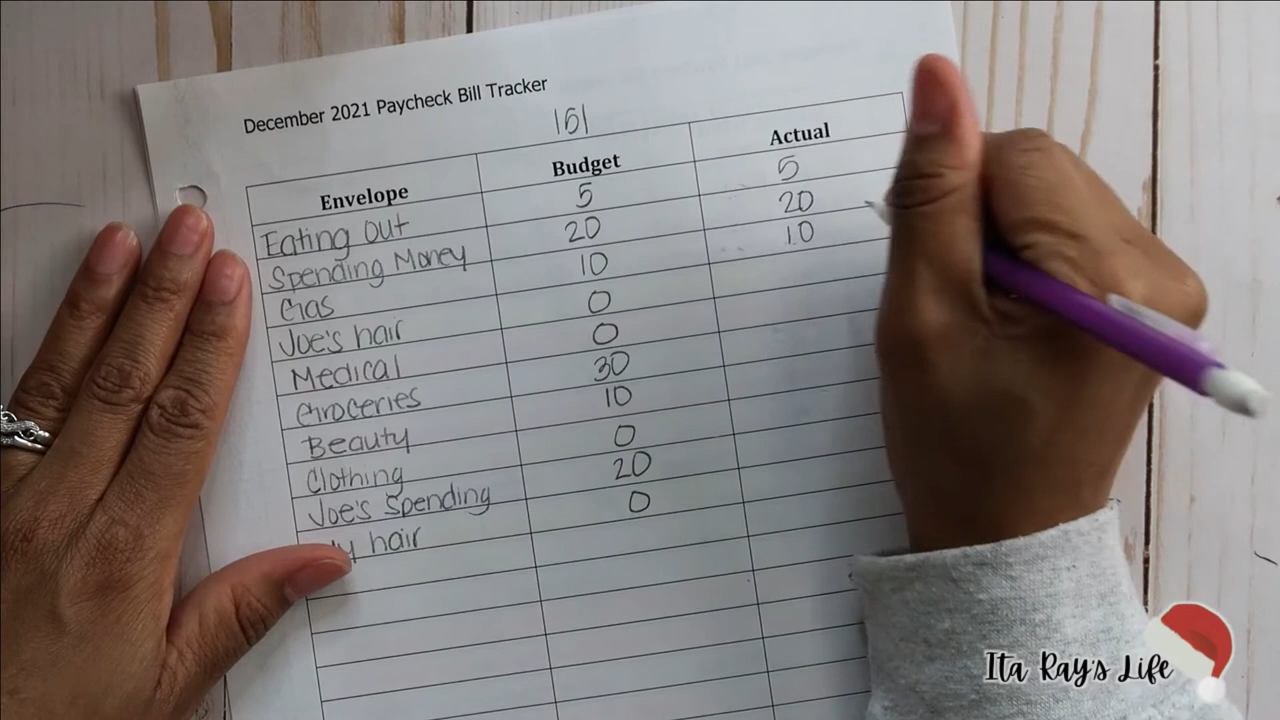 December 2021 Paycheck Bill Tracker
151
Envelope Budget Actual
Eating Out 5 5
Spending Money 20 20
Gas 10 10
Joe's hair 0
Medical 0
Groceries 30
Beauty 10
Clothing 0
Joe's Spending 20
hair 0
Ita Ray's Life